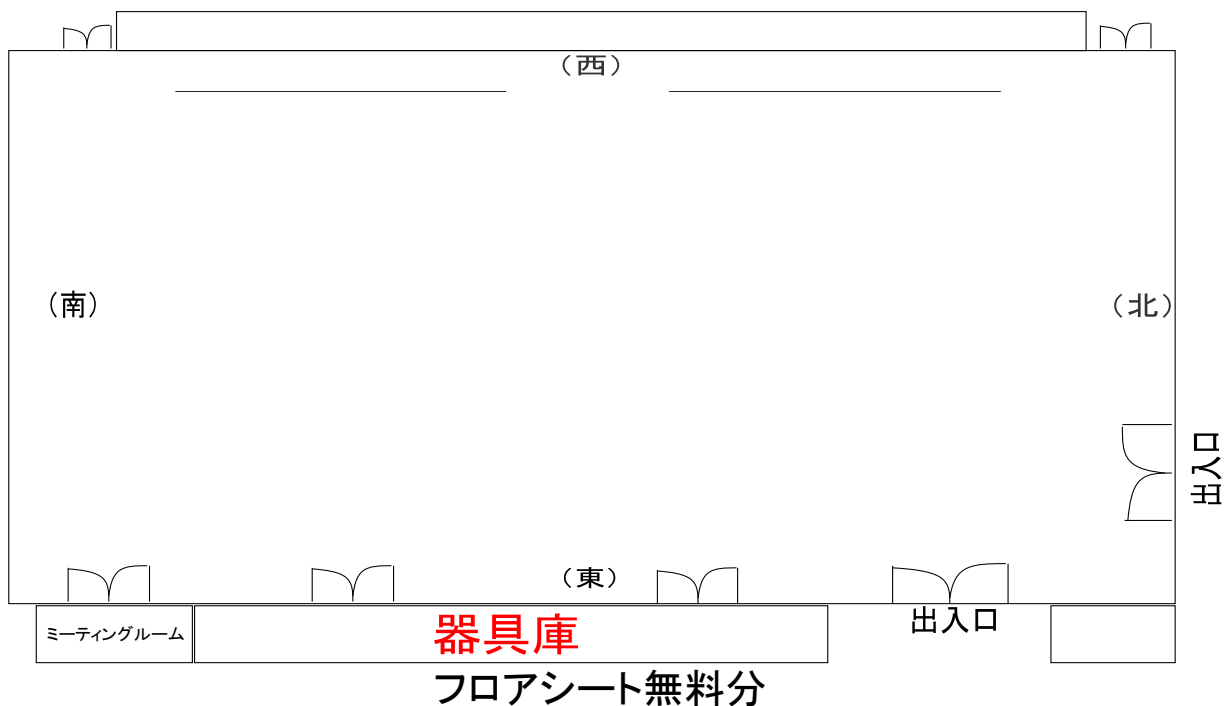 （西）
（南）
（北）
出入口
（東）
出入口
ミーティングルーム
器具庫
フロアシート無料分